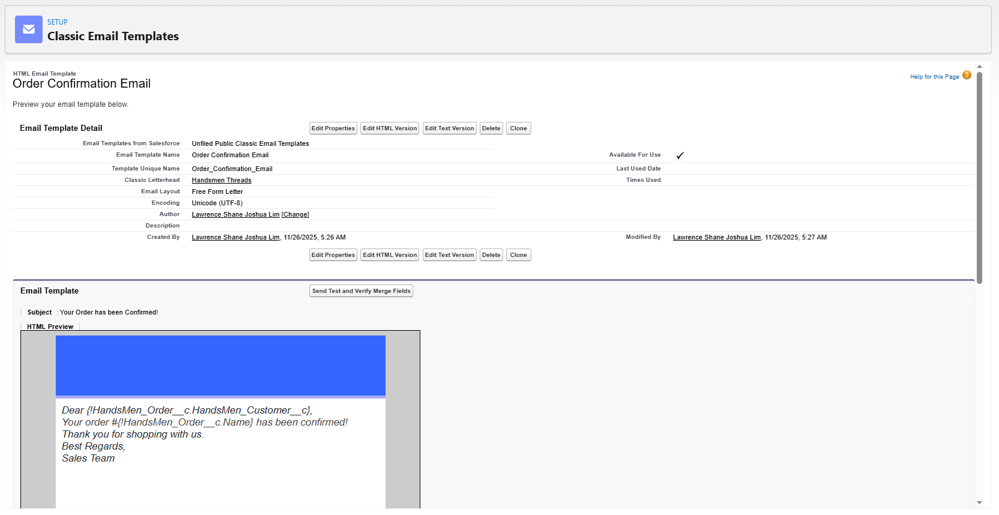 SETUP
Classic Email Templates
HTML Email Template
Order Confirmation Email
Help for this Page ?
Preview your email template below.
Email Template Detail Edit Properties Edit HTML Version Edit Text Version Delete Clone
Email Templates from Salesforce Unfiled Public Classic Email Templates
Email Template Name Order Confirmation Email Available For Use
Template Unique Name Order_Confirmation_Email Last Used Date
Classic Letterhead Handsmen Threads Times Used
Email Layout Free Form Letter
Encoding Unicode (UTF-8)
Author Lawrence Shane Joshua Lim [Change]
Description
Created By Lawrence Shane Joshua Lim, 11/26/2025, 5:26 AM Modified By Lawrence Shane Joshua Lim, 11/26/2025, 5:27 AM
Edit Properties Edit HTML Version Edit Text Version Delete Clone
Email Template Send Test and Verify Merge Fields
Subject Your Order has been Confirmed!
HTML Preview
Dear {!HandsMen_Order__c.HandsMen_Customer__c},
Your order #{!HandsMen_Order__c.Name} has been confirmed!
Thank you for shopping with us.
Best Regards,
Sales Team